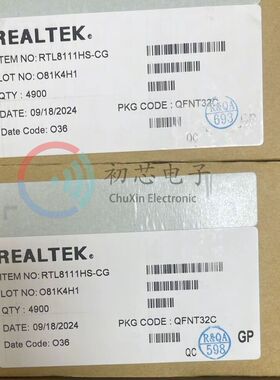 REALTEK®
ITEM NO: RTL8111HS-CG
LOT NO: O81K4H1
QTY : 4900
DATE: 09/18/2024
PKG CODE : QFNT32C
Date Code: O36
R&QA
693
QC
GP
初芯电子
ChuXin Electronic
REALTEK®
ITEM NO: RTL8111HS-CG
LOT NO: O81K4H1
QTY : 4900
DATE: 09/18/2024
PKG CODE : QFNT32C
Date Code: O36
R&QA
598
QC
GP